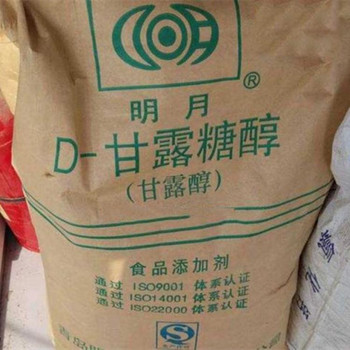 ®
明月
D-甘露糖醇
(甘露醇)
食品添加剂
通过 ISO9001 体系认证
通过 ISO14001 体系认证
通过 ISO22000 体系认证